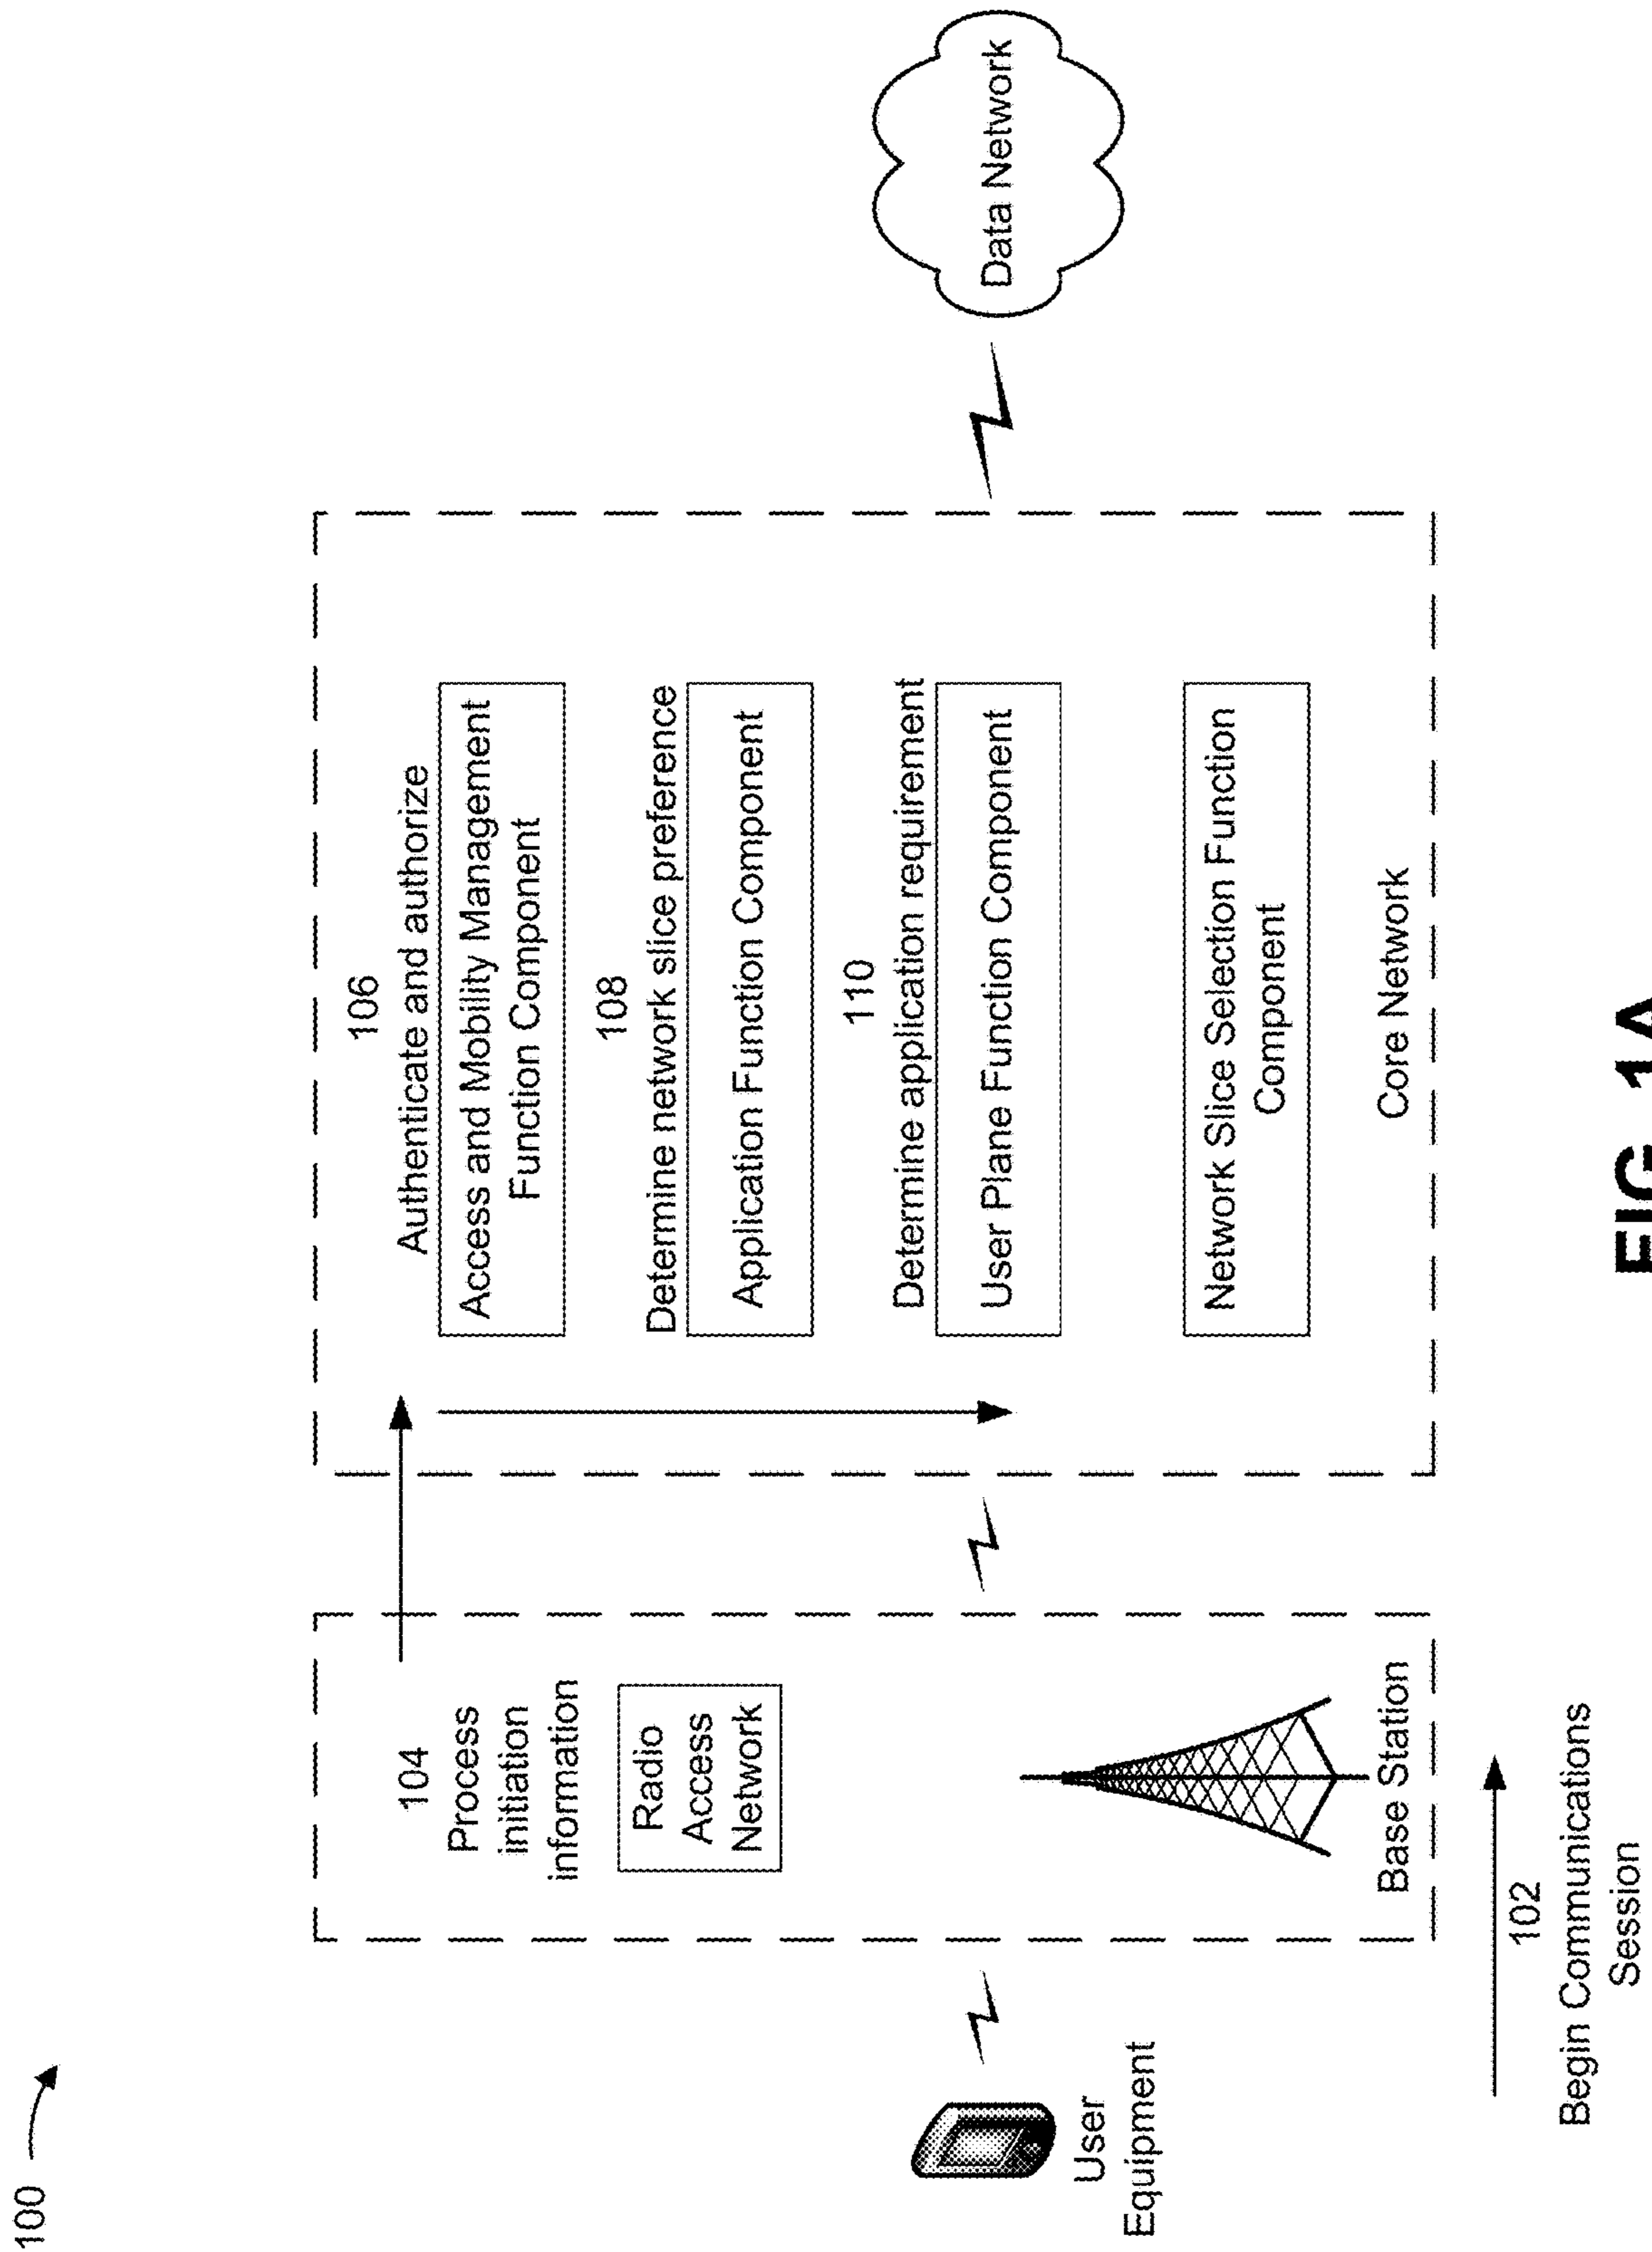 100
User
Equipment
102
Begin Communications
Session
104
Process
initiation
information
Radio
Access
Network
Base Station
106
Authenticate and authorize
Access and Mobility Management
Function Component
108
Determine network slice preference
Application Function Component
110
Determine application requirement
User Plane Function Component
Network Slice Selection Function
Component
Core Network
Data Network
FIG. 1A